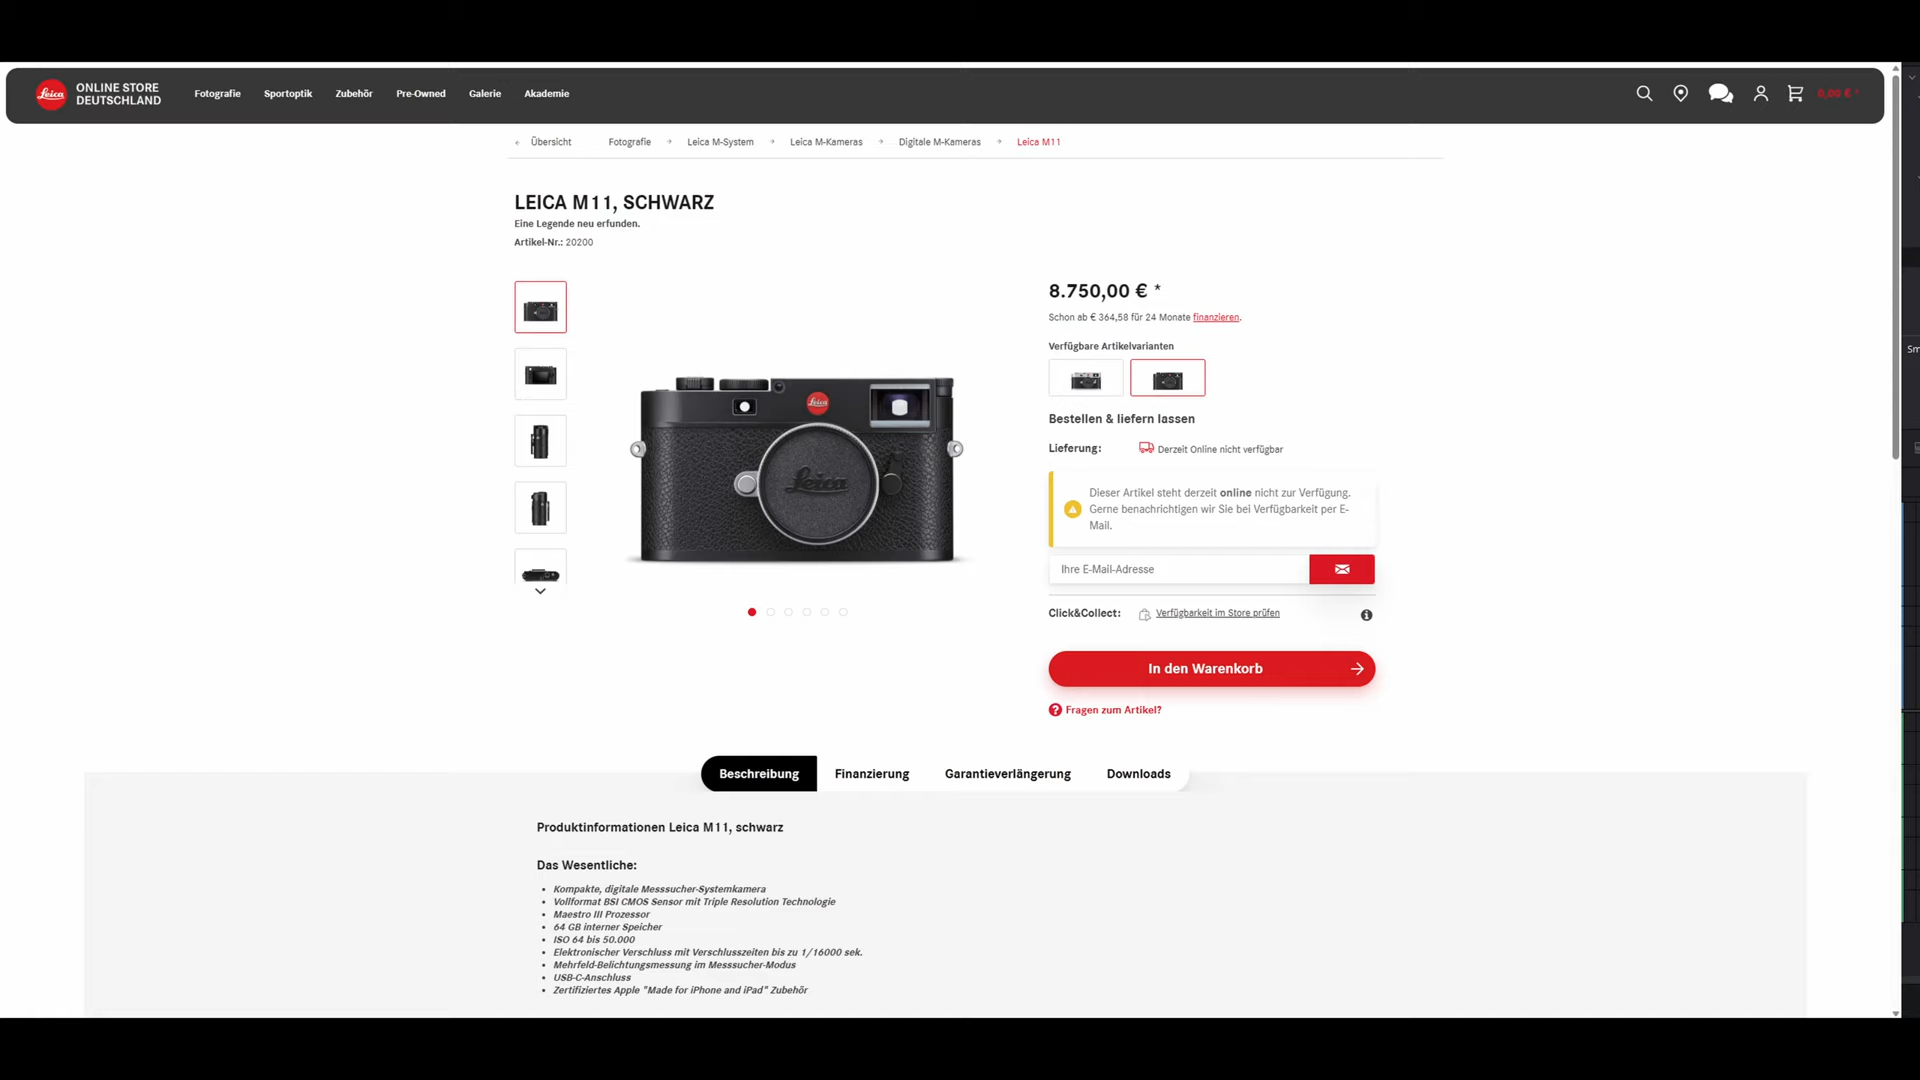 Leica
ONLINE STORE
DEUTSCHLAND
Fotografie
Sportoptik
Zubehör
Pre-Owned
Galerie
Akademie
0,00 € *
Übersicht
Fotografie
Leica M-System
Leica M-Kameras
Digitale M-Kameras
Leica M11
LEICA M11, SCHWARZ
Eine Legende neu erfunden.
Artikel-Nr.: 20200
8.750,00 € *
Schon ab € 364,58 für 24 Monate finanzieren.
Verfügbare Artikelvarianten
Leica
Leica
Bestellen & liefern lassen
Lieferung: Derzeit Online nicht verfügbar
Dieser Artikel steht derzeit online nicht zur Verfügung.
Gerne benachrichtigen wir Sie bei Verfügbarkeit per E-
Mail.
Ihre E-Mail-Adresse
Click&Collect: Verfügbarkeit im Store prüfen
In den Warenkorb
Fragen zum Artikel?
Beschreibung
Finanzierung
Garantieverlängerung
Downloads
Produktinformationen Leica M11, schwarz
Das Wesentliche:
• Kompakte, digitale Messsucher-Systemkamera
• Vollformat BSI CMOS Sensor mit Triple Resolution Technologie
• Maestro III Prozessor
• 64 GB interner Speicher
• ISO 64 bis 50.000
• Elektronischer Verschluss mit Verschlusszeiten bis zu 1/16000 sek.
• Mehrfeld-Belichtungsmessung im Messsucher-Modus
• USB-C-Anschluss
• Zertifiziertes Apple "Made for iPhone and iPad" Zubehör